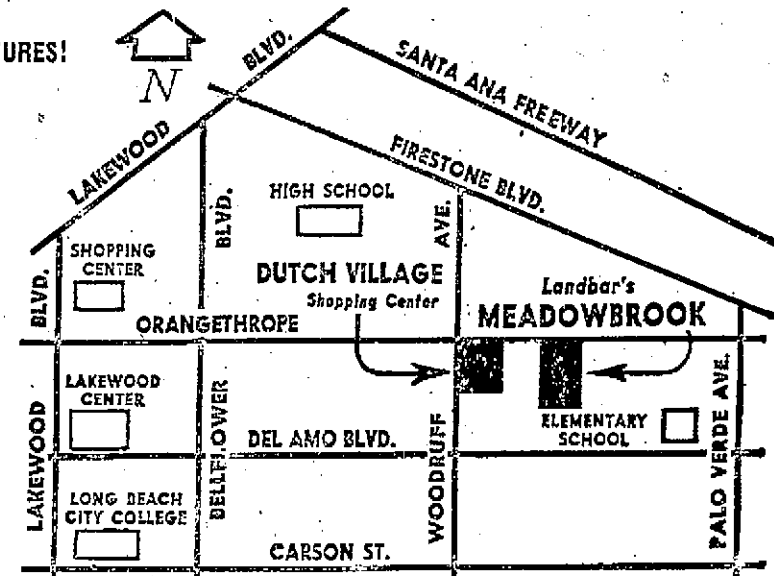 URES!
N
BLVD.
LAKEWOOD
SANTA ANA FREEWAY
FIRESTONE BLVD.
HIGH SCHOOL
BLVD.
AVE.
SHOPPING
CENTER
BLVD.
DUTCH VILLAGE
Shopping Center
Landbar's
MEADOWBROOK
ORANGETHROPE
LAKEWOOD
CENTER
LAKEWOOD
BELLFLOWER
DEL AMO BLVD.
WOODRUFF
ELEMENTARY
SCHOOL
PALO VERDE AVE.
LONG BEACH
CITY COLLEGE
CARSON ST.